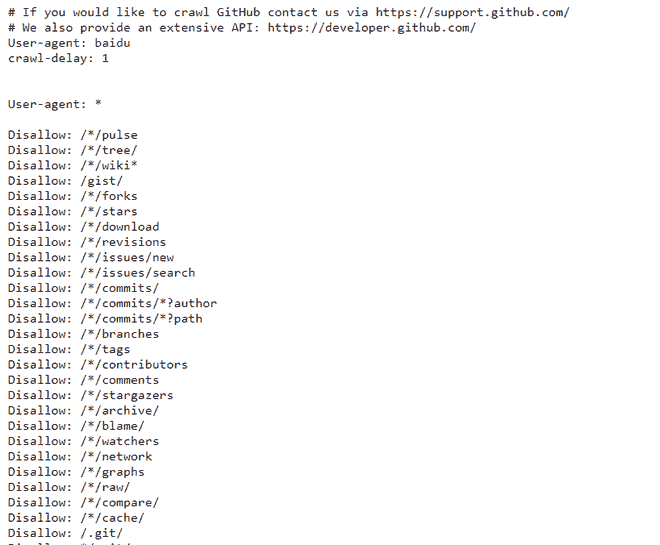 # If you would like to crawl GitHub contact us via https://support.github.com/
# We also provide an extensive API: https://developer.github.com/
User-agent: baidu
crawl-delay: 1
User-agent: *
Disallow: /*/pulse
Disallow: /*/tree/
Disallow: /*/wiki*
Disallow: /gist/
Disallow: /*/forks
Disallow: /*/stars
Disallow: /*/download
Disallow: /*/revisions
Disallow: /*/issues/new
Disallow: /*/issues/search
Disallow: /*/commits/
Disallow: /*/commits/*?author
Disallow: /*/commits/*?path
Disallow: /*/branches
Disallow: /*/tags
Disallow: /*/contributors
Disallow: /*/comments
Disallow: /*/stargazers
Disallow: /*/archive/
Disallow: /*/blame/
Disallow: /*/watchers
Disallow: /*/network
Disallow: /*/graphs
Disallow: /*/raw/
Disallow: /*/compare/
Disallow: /*/cache/
Disallow: /.git/